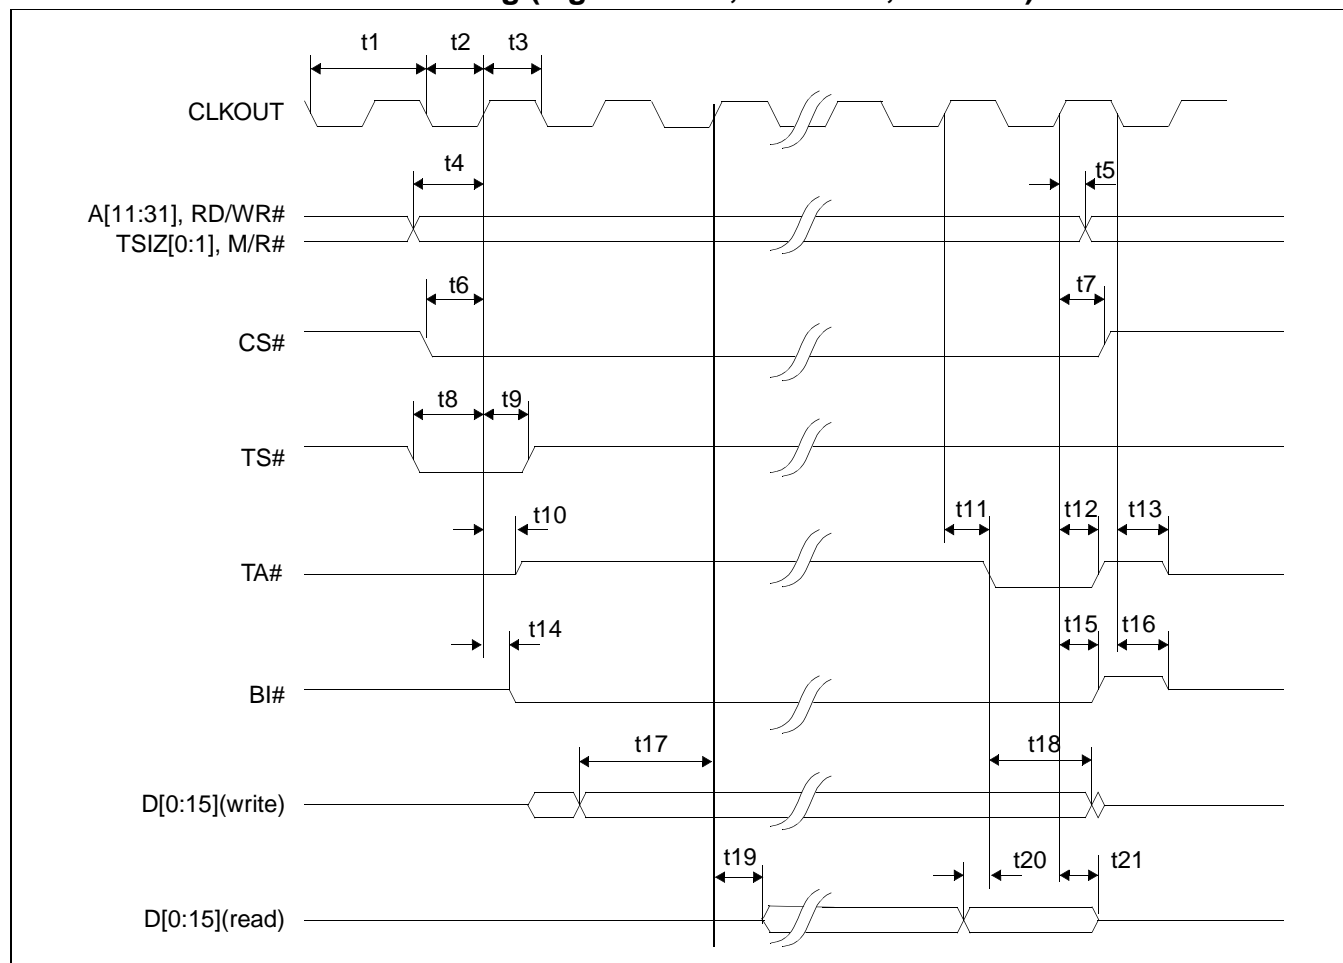 t1 t2 t3
CLKOUT
t4 t5
A[11:31], RD/WR#
TSIZ[0:1], M/R#
t6 t7
CS#
t8 t9
TS#
t10 t11 t12 t13
TA#
t14 t15 t16
BI#
t17 t18
D[0:15](write)
t19 t20 t21
D[0:15](read)